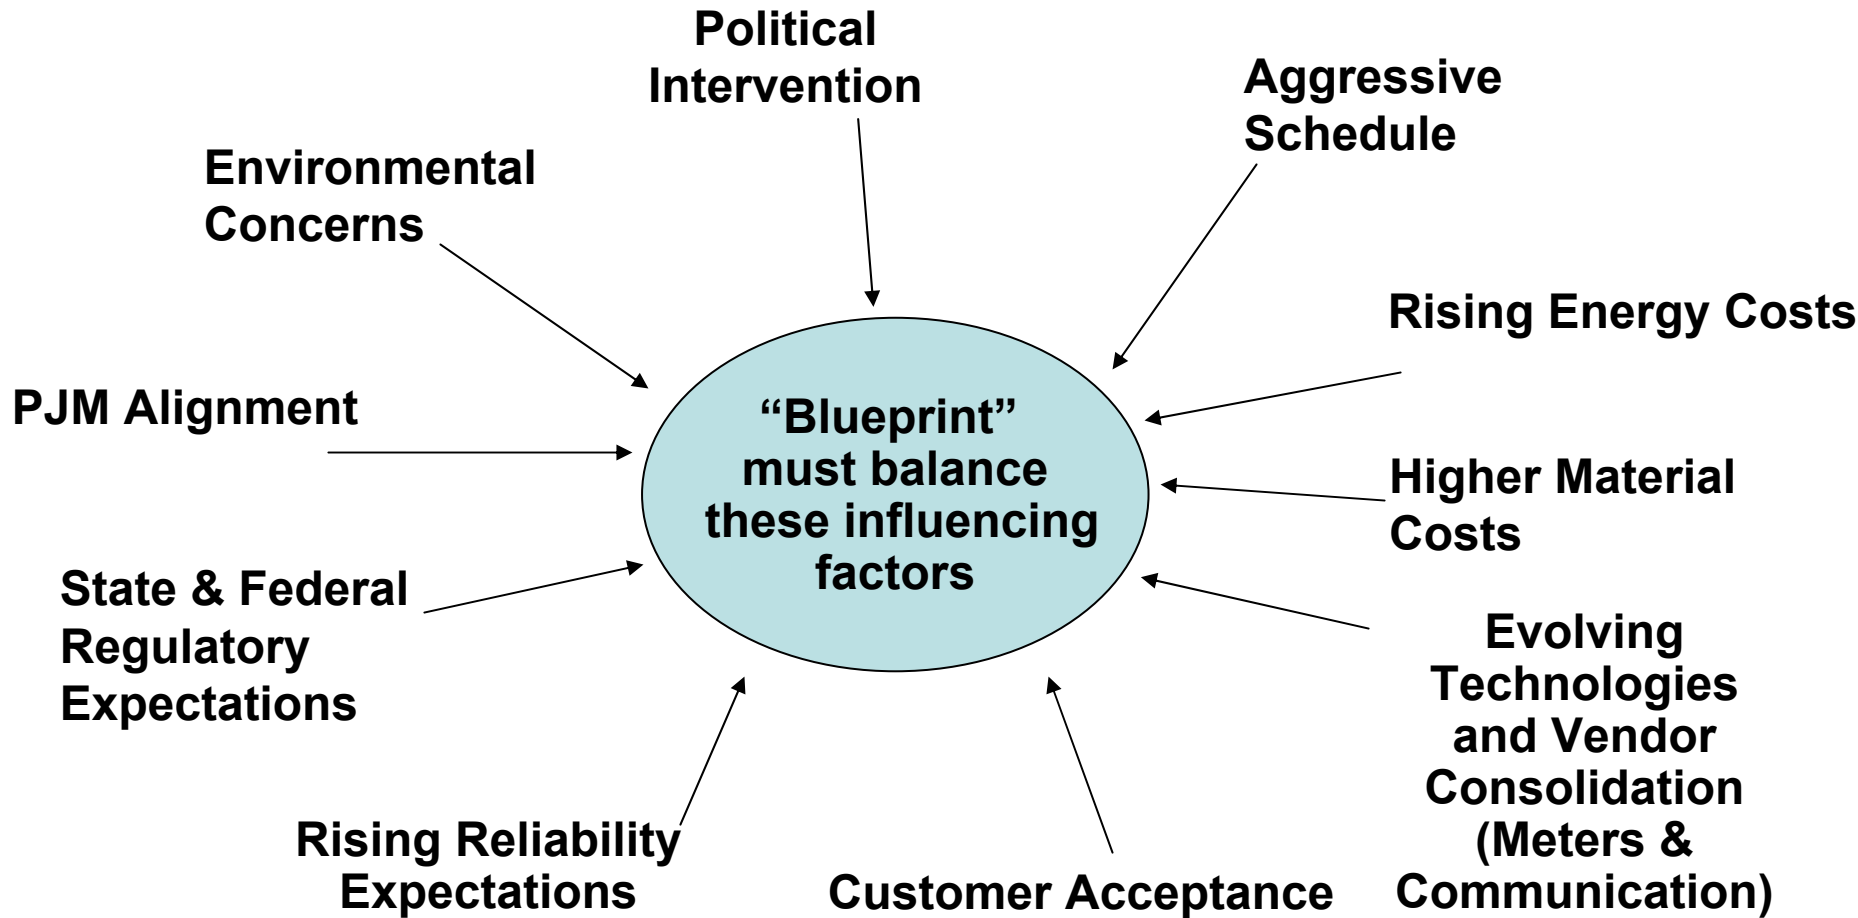 Political
Intervention
Aggressive
Schedule
Environmental
Concerns
Rising Energy Costs
PJM Alignment
“Blueprint”
must balance
these influencing
factors
Higher Material
Costs
State & Federal
Regulatory
Expectations
Evolving
Technologies
and Vendor
Consolidation
(Meters &
Communication)
Rising Reliability
Expectations
Customer Acceptance